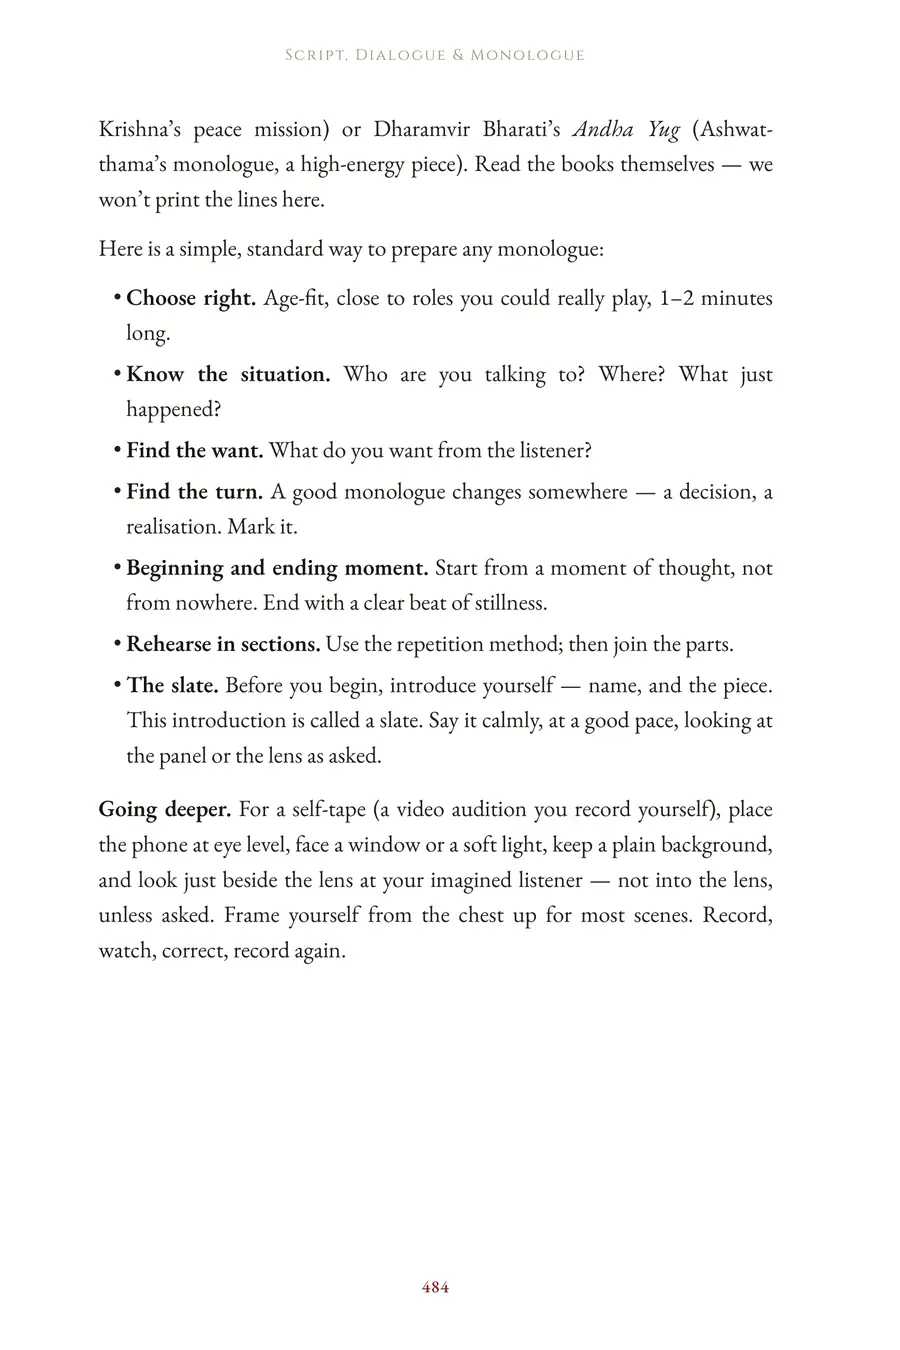 SCRIPT, DIALOGUE & MONOLOGUE
Krishna’s peace mission) or Dharamvir Bharati’s Andha Yug (Ashwat-
thama’s monologue, a high-energy piece). Read the books themselves — we
won’t print the lines here.
Here is a simple, standard way to prepare any monologue:
• Choose right. Age-fit, close to roles you could really play, 1–2 minutes
long.
• Know the situation. Who are you talking to? Where? What just
happened?
• Find the want. What do you want from the listener?
• Find the turn. A good monologue changes somewhere — a decision, a
realisation. Mark it.
• Beginning and ending moment. Start from a moment of thought, not
from nowhere. End with a clear beat of stillness.
• Rehearse in sections. Use the repetition method; then join the parts.
• The slate. Before you begin, introduce yourself — name, and the piece.
This introduction is called a slate. Say it calmly, at a good pace, looking at
the panel or the lens as asked.
Going deeper. For a self-tape (a video audition you record yourself), place
the phone at eye level, face a window or a soft light, keep a plain background,
and look just beside the lens at your imagined listener — not into the lens,
unless asked. Frame yourself from the chest up for most scenes. Record,
watch, correct, record again.
484